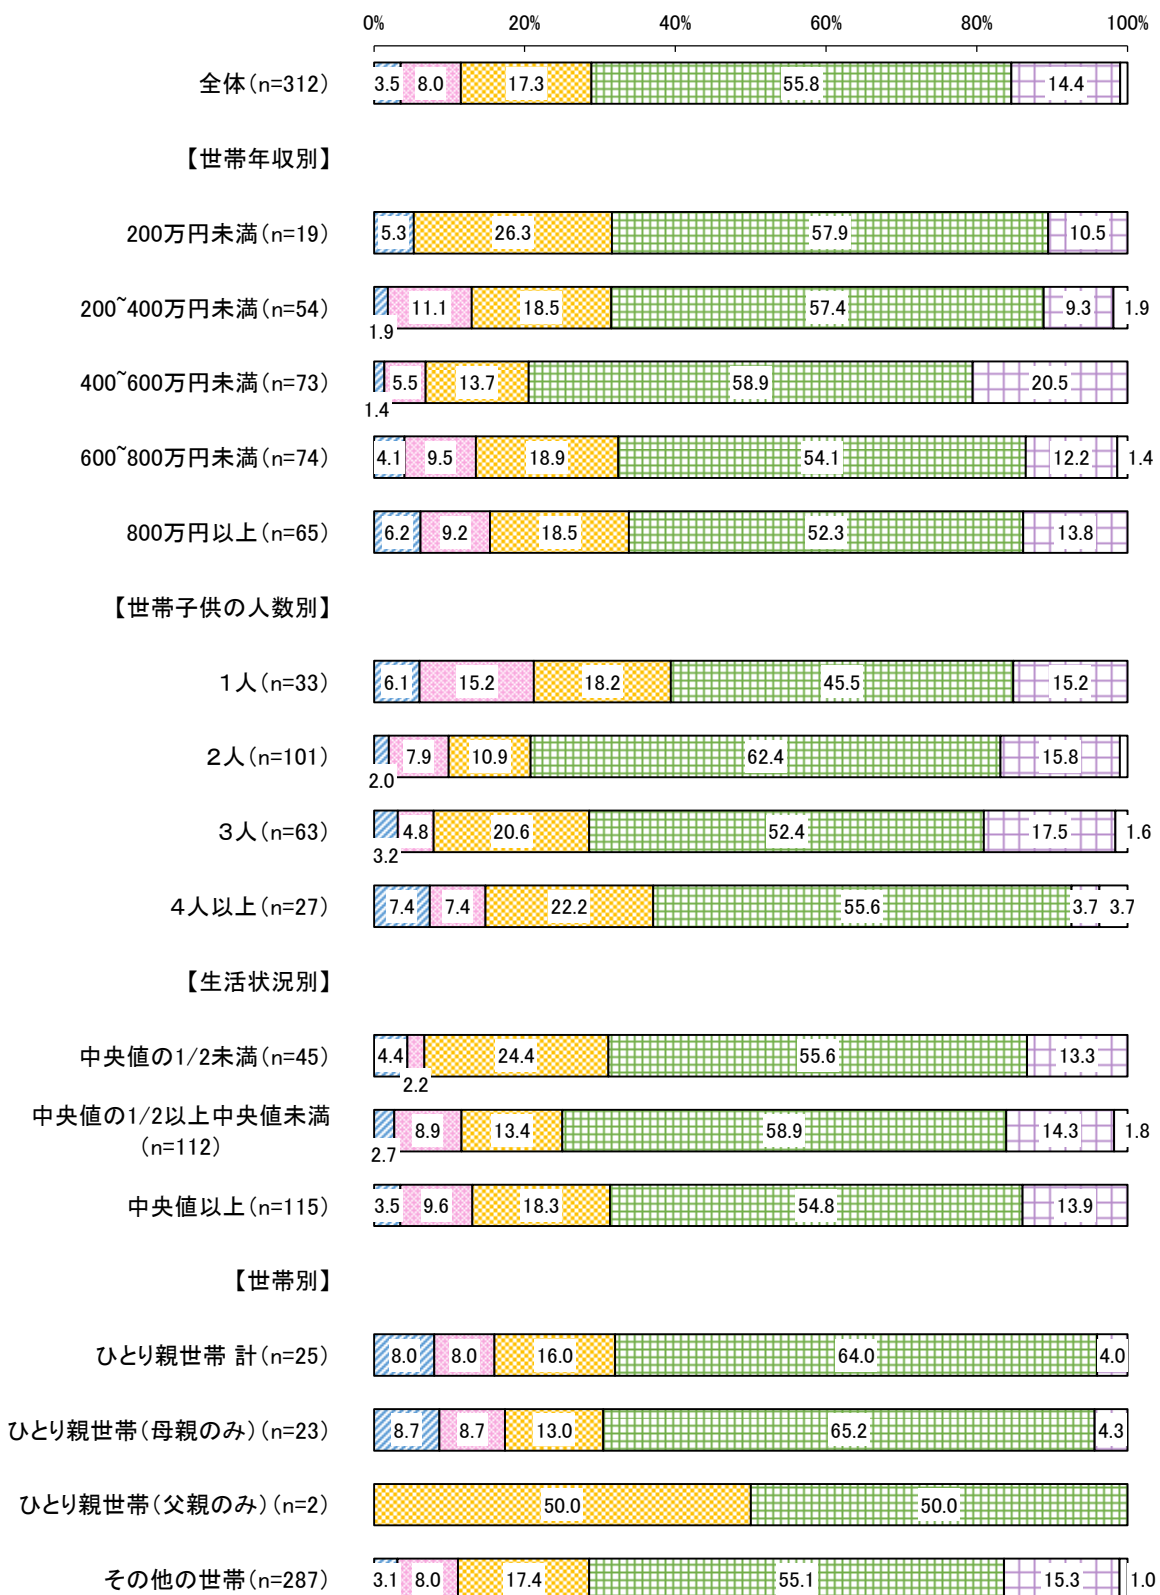 0% 20% 40% 60% 80% 100%
全体(n=312) 3.5 8.0 17.3 55.8 14.4
【世帯年収別】
200万円未満(n=19) 5.3 26.3 57.9 10.5
200~400万円未満(n=54) 1.9 11.1 18.5 57.4 9.3 1.9
400~600万円未満(n=73) 1.4 5.5 13.7 58.9 20.5
600~800万円未満(n=74) 4.1 9.5 18.9 54.1 12.2 1.4
800万円以上(n=65) 6.2 9.2 18.5 52.3 13.8
【世帯子供の人数別】
1人(n=33) 6.1 15.2 18.2 45.5 15.2
2人(n=101) 2.0 7.9 10.9 62.4 15.8
3人(n=63) 3.2 4.8 20.6 52.4 17.5 1.6
4人以上(n=27) 7.4 7.4 22.2 55.6 3.7 3.7
【生活状況別】
中央値の1/2未満(n=45) 4.4 2.2 24.4 55.6 13.3
中央値の1/2以上中央値未満
(n=112) 2.7 8.9 13.4 58.9 14.3 1.8
中央値以上(n=115) 3.5 9.6 18.3 54.8 13.9
【世帯別】
ひとり親世帯 計(n=25) 8.0 8.0 16.0 64.0 4.0
ひとり親世帯(母親のみ)(n=23) 8.7 8.7 13.0 65.2 4.3
ひとり親世帯(父親のみ)(n=2) 50.0 50.0
その他の世帯(n=287) 3.1 8.0 17.4 55.1 15.3 1.0